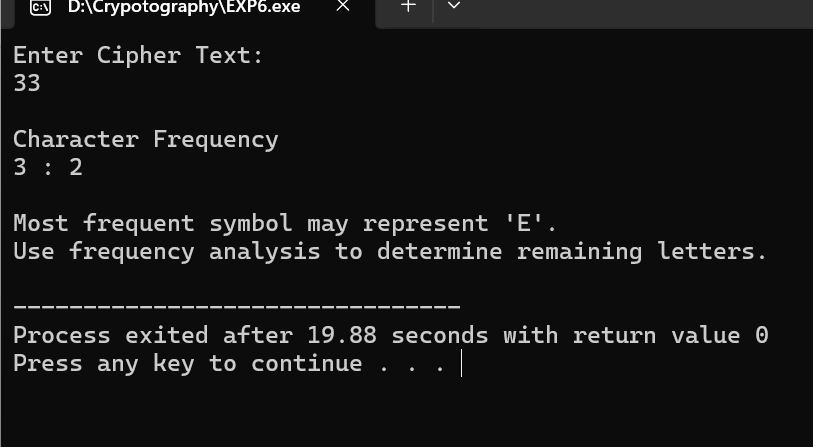 D:\Crypotography\EXP6.exe
Enter Cipher Text:
33
Character Frequency
3 : 2
Most frequent symbol may represent 'E'.
Use frequency analysis to determine remaining letters.
--------------------------------
Process exited after 19.88 seconds with return value 0
Press any key to continue . . .